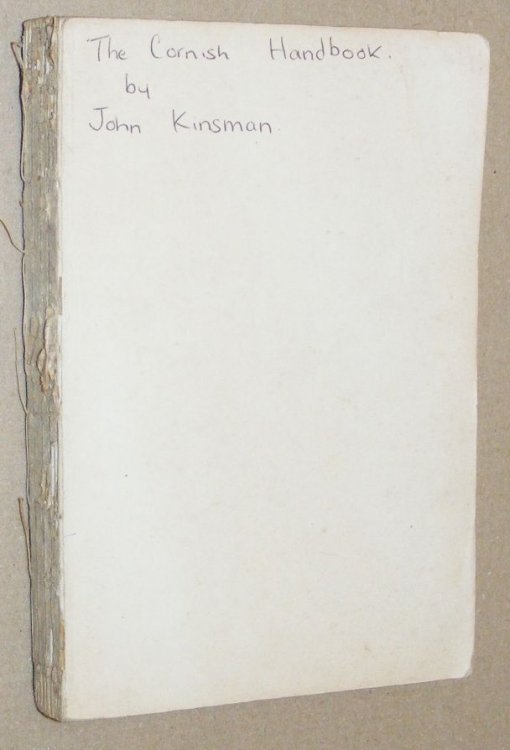 The Cornish Handbook.
by
John Kinsman